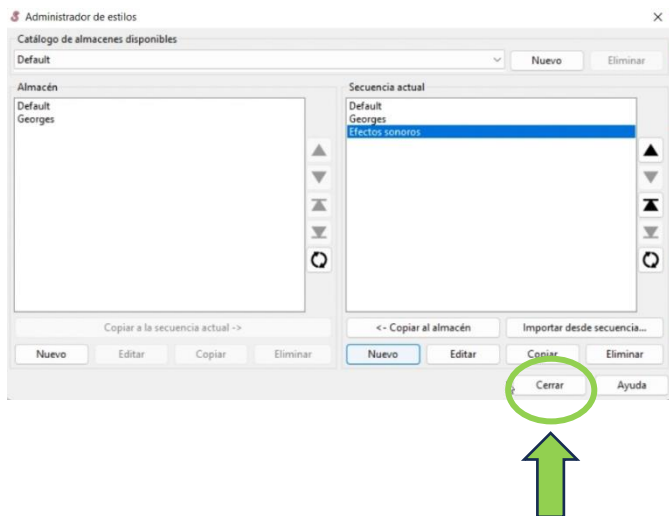 Administrador de estilos
Catálogo de almacenes disponibles
Default
Nuevo
Eliminar
Almacén
Default
Georges
Copiar a la secuencia actual ->
Nuevo
Editar
Copiar
Eliminar
Secuencia actual
Default
Georges
Efectos sonoros
<- Copiar al almacén
Importar desde secuencia...
Nuevo
Editar
Copiar
Eliminar
Cerrar
Ayuda